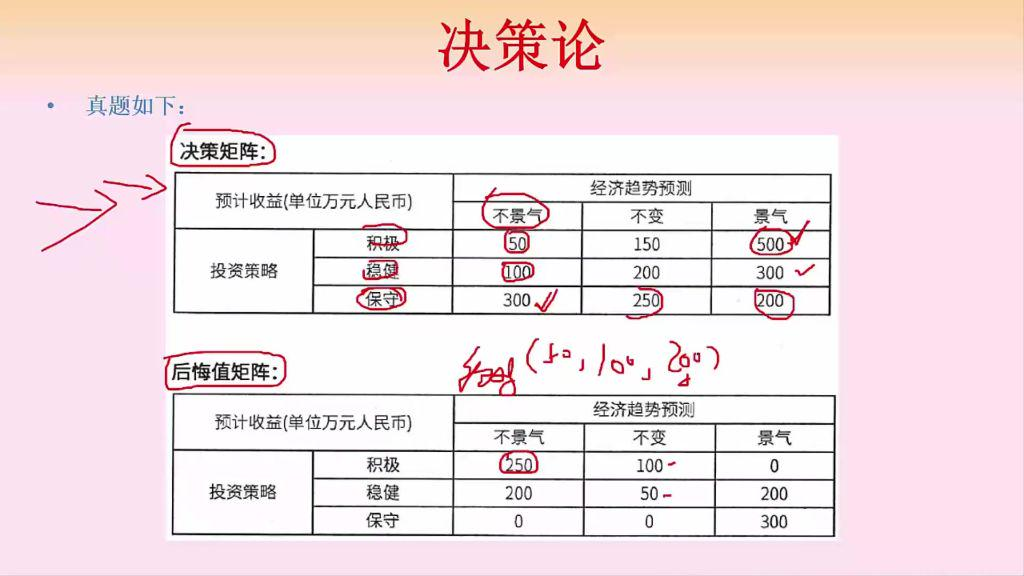 决策论
• 真题如下：
决策矩阵：
预计收益(单位万元人民币) 经济趋势预测
不景气 不变 景气
投资策略 积极 50 150 500
稳健 100 200 300
保守 300 250 200
(50, 100, 200)
后悔值矩阵：
预计收益(单位万元人民币) 经济趋势预测
不景气 不变 景气
投资策略 积极 250 100 0
稳健 200 50 200
保守 0 0 300